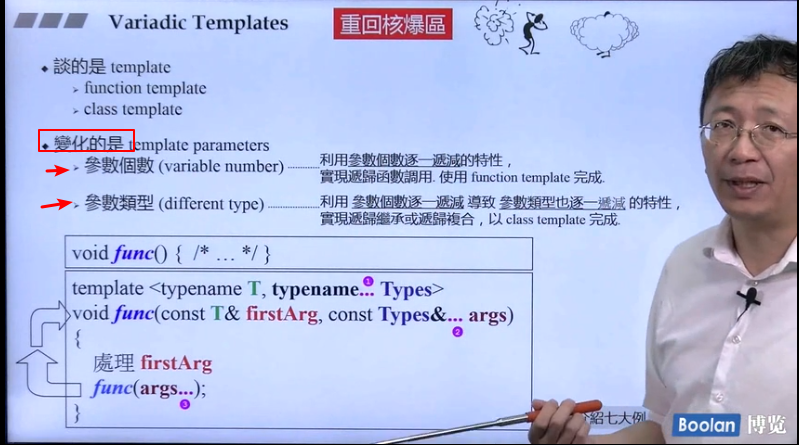 Variadic Templates
重回核爆區
談的是 template
function template
class template
變化的是 template parameters
參數個數 (variable number)
利用參數個數逐一遞減的特性，
實現遞歸函數調用. 使用 function template 完成.
參數類型 (different type)
利用 參數個數逐一遞減 導致 參數類型也逐一遞減 的特性，
實現遞歸繼承或遞歸複合，以 class template 完成.
void func() { /* … */ }
template <typename T, typename... Types>
1
void func(const T& firstArg, const Types&... args)
2
{
處理 firstArg
func(args...);
3
}
紹七大例
Boolan 博览